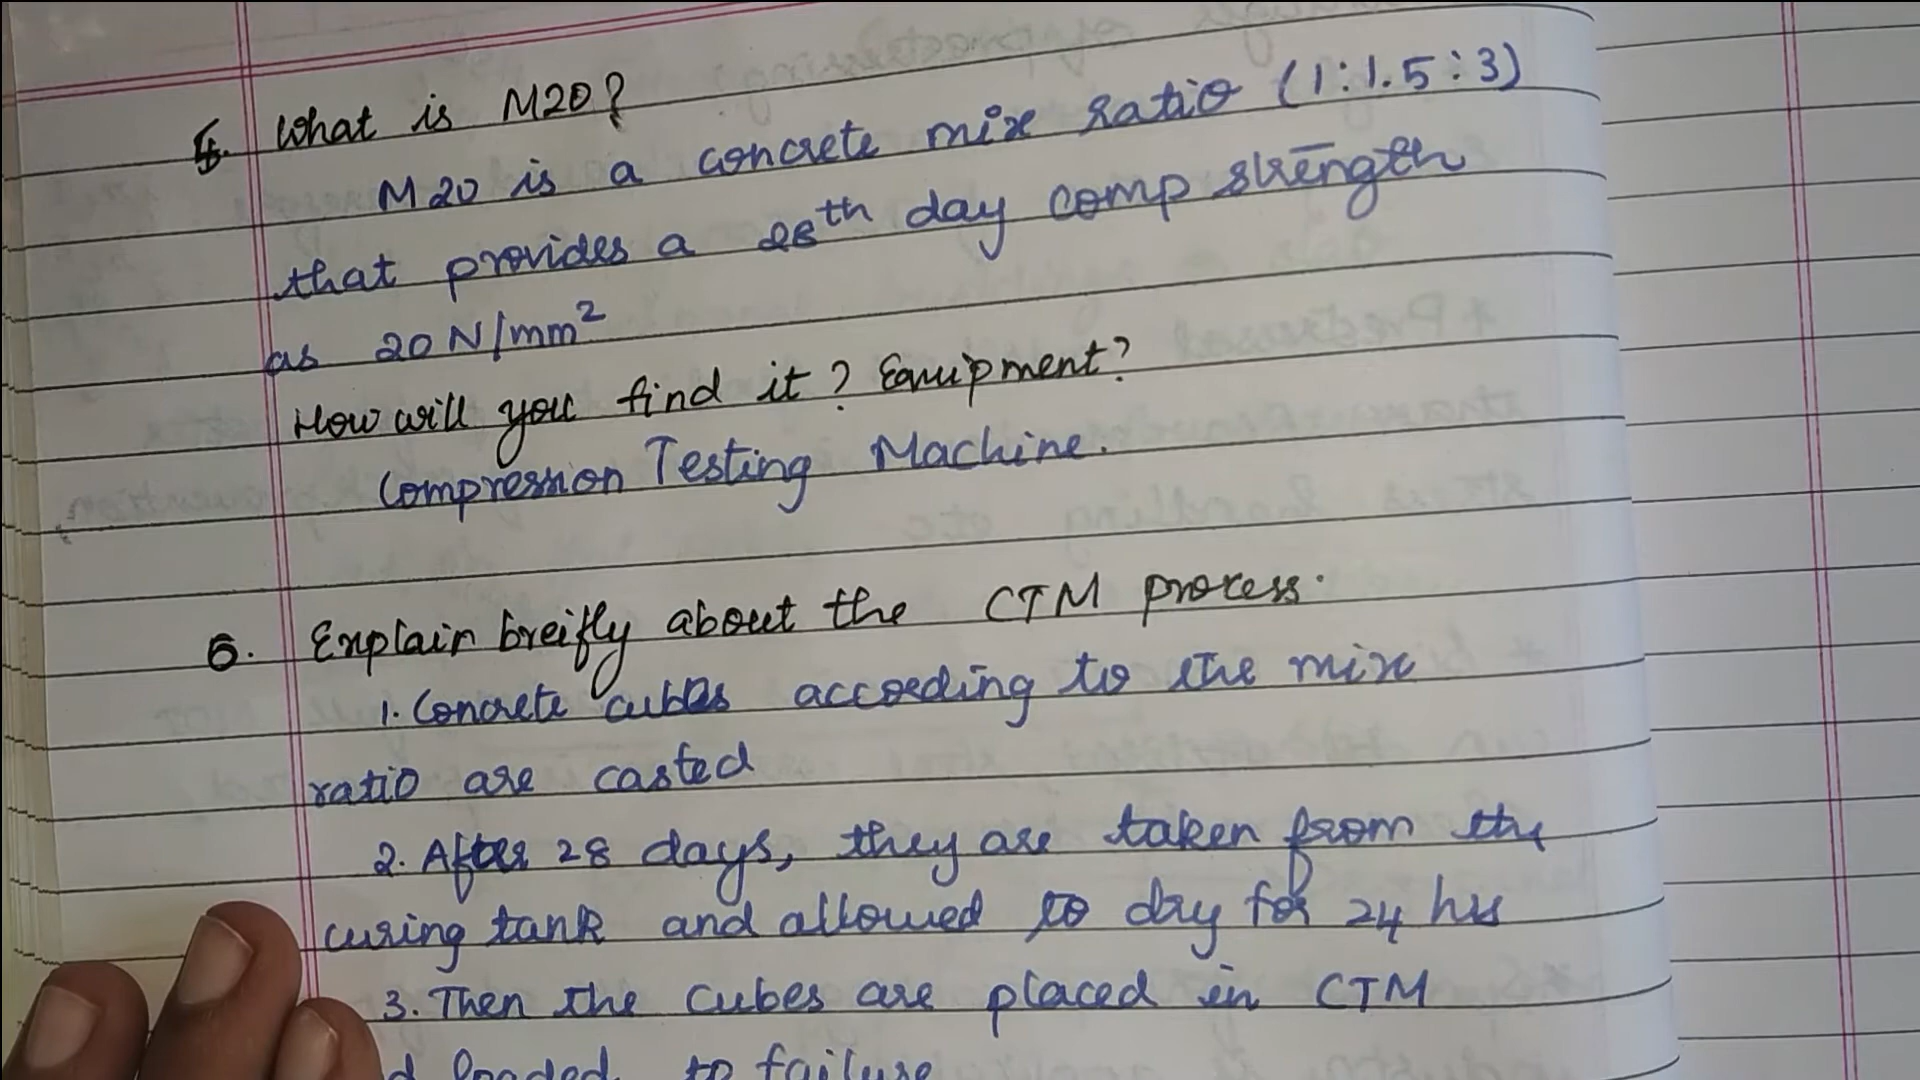 5. What is M20?
M20 is a concrete mix ratio (1:1.5:3)
that provides a 28th day comp strength
as 20 N/mm²
How will you find it? Equipment?
Compression Testing Machine.
6. Explain breifly about the CTM process.
1. Concrete cubes according to the mix
ratio are casted
2. After 28 days, they are taken from the
curing tank and allowed to dry for 24 hrs
3. Then the cubes are placed in CTM
loaded to failure